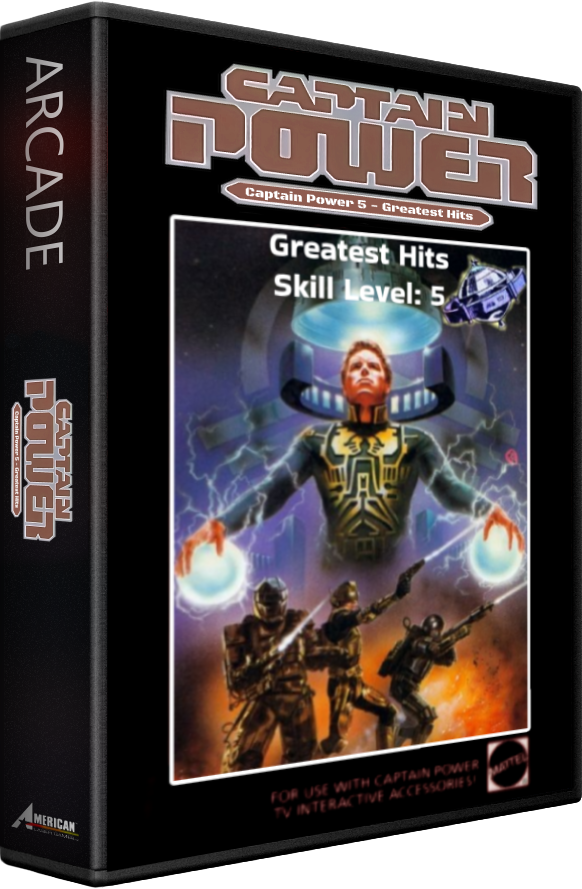 ARCADE
CAPTAIN
POWER
Captain Power 5 - Greatest Hits
AMERICAN
CAPTAIN
POWER
Captain Power 5 - Greatest Hits
Greatest Hits
Skill Level: 5
FOR USE WITH CAPTAIN POWER
TV INTERACTIVE ACCESSORIES!
MATTEL